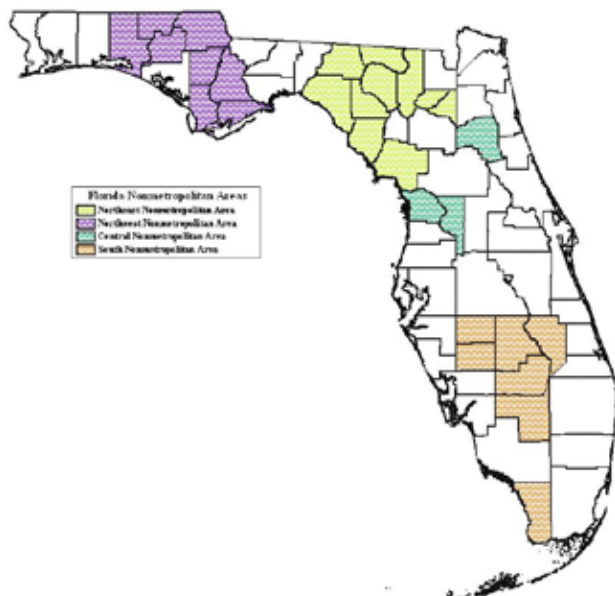 Florida Nonmetropolitan Areas
Northeast Nonmetropolitan Area
Northwest Nonmetropolitan Area
Central Nonmetropolitan Area
South Nonmetropolitan Area